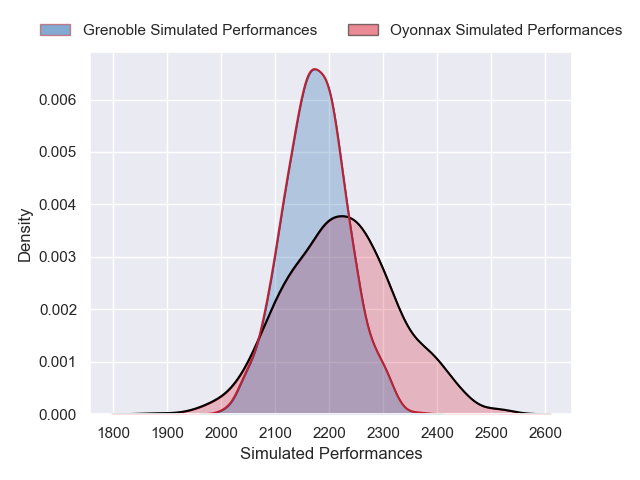 Grenoble Simulated Performances
Oyonnax Simulated Performances
0.006
0.005
0.004
0.003
0.002
0.001
0.000
Density
1800 1900 2000 2100 2200 2300 2400 2500 2600
Simulated Performances